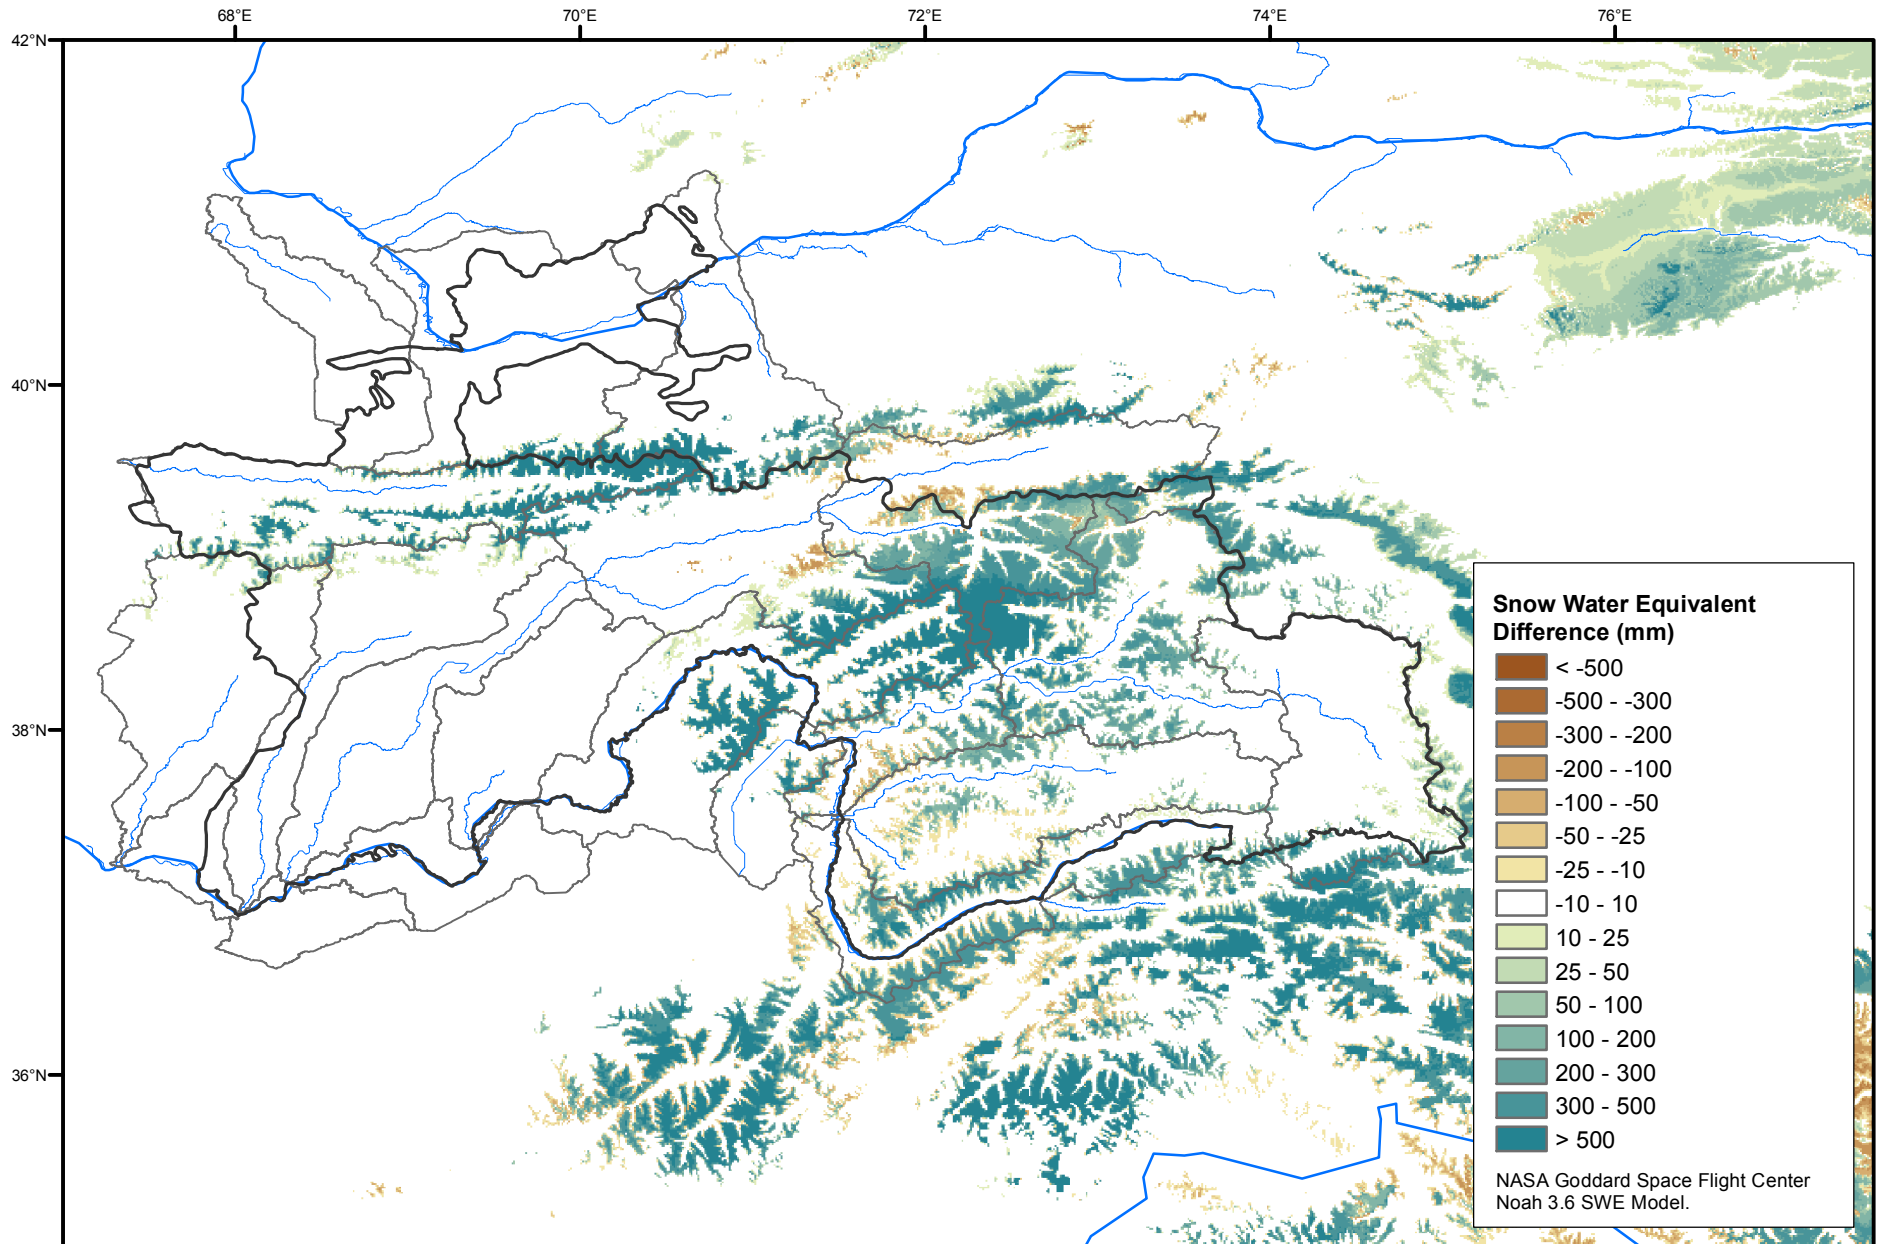 68°E 70°E 72°E 74°E 76°E
42°N
40°N
38°N
36°N
Snow Water Equivalent
Difference (mm)
< -500
-500 - -300
-300 - -200
-200 - -100
-100 - -50
-50 - -25
-25 - -10
-10 - 10
10 - 25
25 - 50
50 - 100
100 - 200
200 - 300
300 - 500
> 500
NASA Goddard Space Flight Center
Noah 3.6 SWE Model.